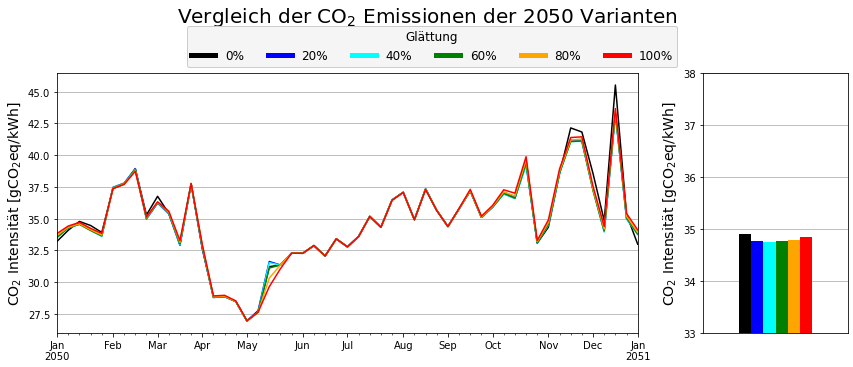 Vergleich der CO₂ Emissionen der 2050 Varianten
Glättung
0% 20% 40% 60% 80% 100%
CO₂ Intensität [gCO₂eq/kWh]
45.0
42.5
40.0
37.5
35.0
32.5
30.0
27.5
Jan Feb Mar Apr May Jun Jul Aug Sep Oct Nov Dec Jan
2050 2051
CO₂ Intensität [gCO₂eq/kWh]
38
37
36
35
34
33